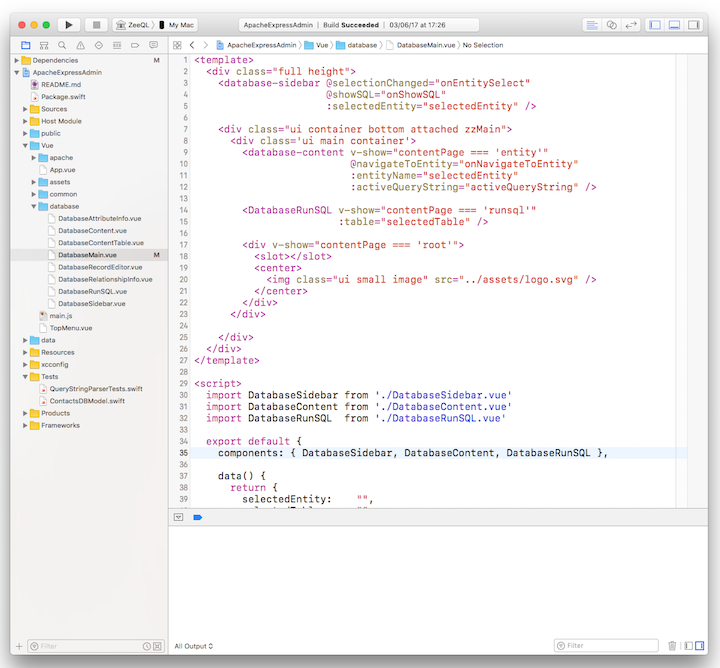 ZeeQL
My Mac
ApacheExpressAdmin | Build Succeeded | 03/06/17 at 17:26
ApacheExpressAdmin
Vue
database
DatabaseMain.vue
No Selection
Dependencies M
ApacheExpressAdmin
README.md
Package.swift
Sources
Host Module
public
Vue
apache
App.vue
assets
common
database
DatabaseAttributeInfo.vue
DatabaseContent.vue
DatabaseContentTable.vue
DatabaseMain.vue M
DatabaseRecordEditor.vue
DatabaseRelationshipInfo.vue
DatabaseRunSQL.vue
DatabaseSidebar.vue
main.js
TopMenu.vue
data
Resources
xcconfig
Tests
QueryStringParserTests.swift
ContactsDBModel.swift
Products
Frameworks
Filter
1 <template>
2 <div class="full height">
3 <database-sidebar @selectionChanged="onEntitySelect"
4 @showSQL="onShowSQL"
5 :selectedEntity="selectedEntity" />
6
7 <div class="ui container bottom attached zzMain">
8 <div class='ui main container'>
9 <database-content v-show="contentPage === 'entity'"
10 @navigateToEntity="onNavigateToEntity"
11 :entityName="selectedEntity"
12 :activeQueryString="activeQueryString" />
13
14 <DatabaseRunSQL v-show="contentPage === 'runsql'"
15 :table="selectedTable" />
16
17 <div v-show="contentPage === 'root'">
18 <slot></slot>
19 <center>
20 <img class="ui small image" src="../assets/logo.svg" />
21 </center>
22 </div>
23 </div>
24
25 </div>
26 </div>
27 </template>
28
29 <script>
30 import DatabaseSidebar from './DatabaseSidebar.vue'
31 import DatabaseContent from './DatabaseContent.vue'
32 import DatabaseRunSQL from './DatabaseRunSQL.vue'
33
34 export default {
35 components: { DatabaseSidebar, DatabaseContent, DatabaseRunSQL },
36
37 data() {
38 return {
39 selectedEntity: "",
All Output
Filter